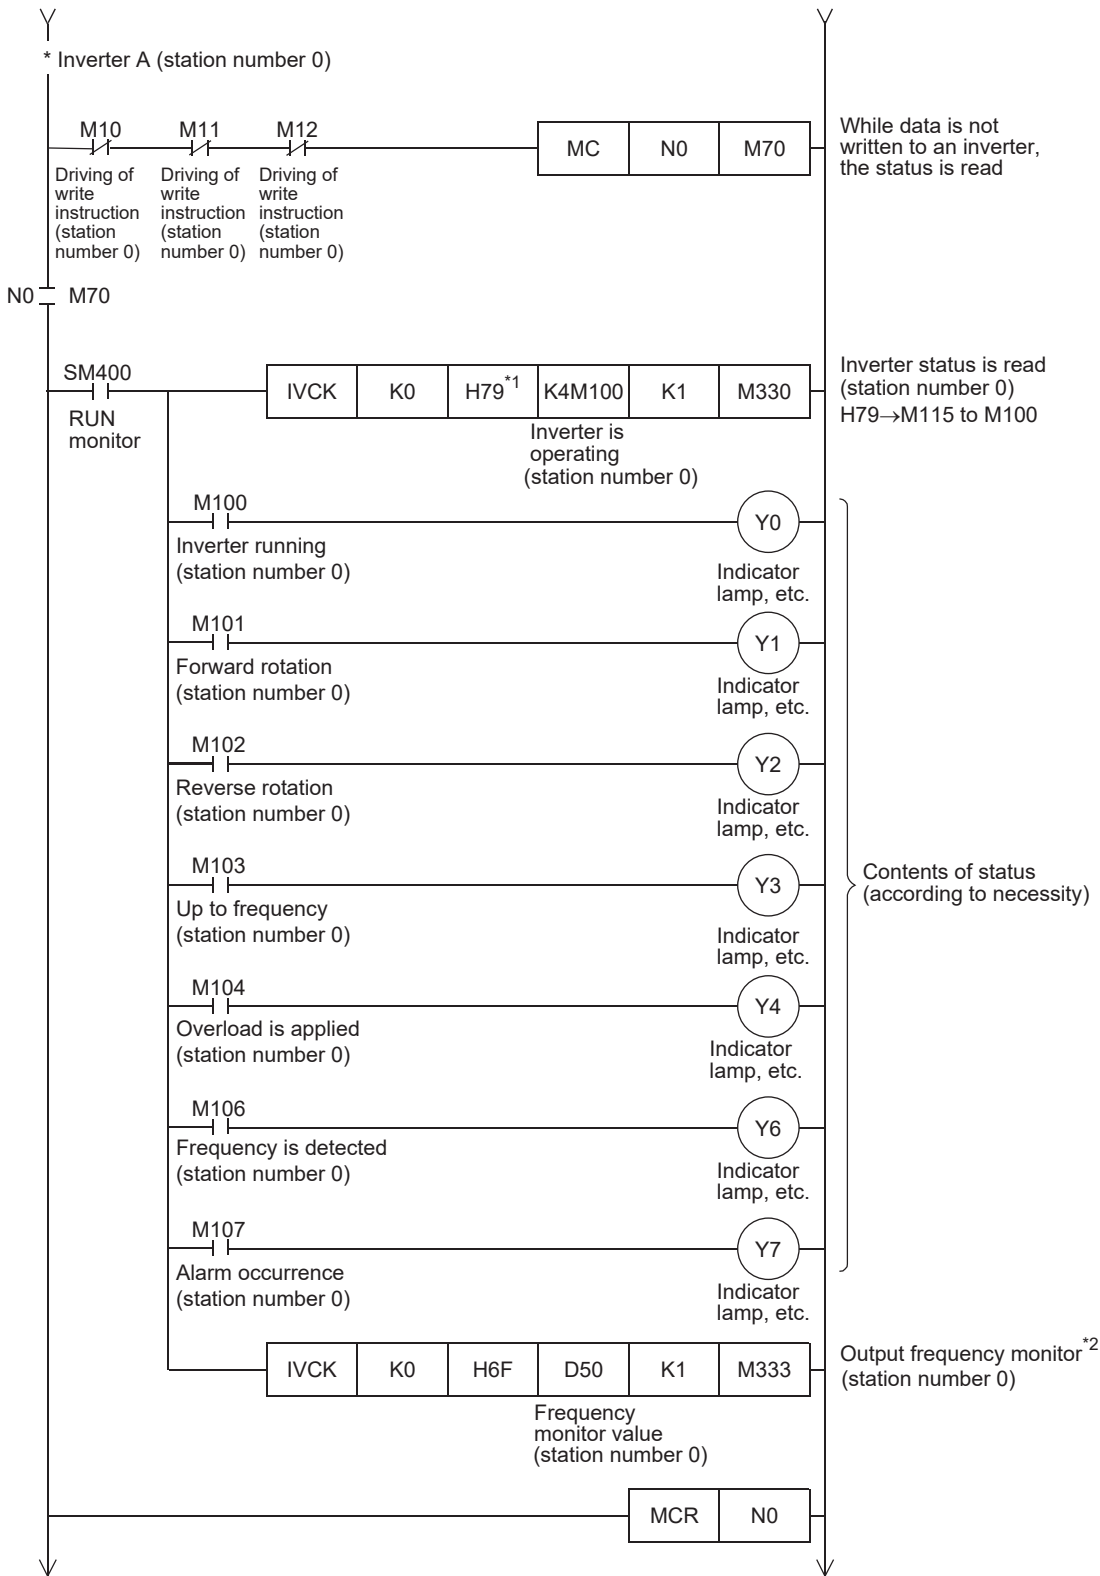 * Inverter A (station number 0)
M10 M11 M12
MC N0 M70
While data is not
written to an inverter,
the status is read
Driving of
write
instruction
(station
number 0)
Driving of
write
instruction
(station
number 0)
Driving of
write
instruction
(station
number 0)
N0 M70
SM400
RUN
monitor
IVCK K0 H79*1 K4M100 K1 M330
Inverter is
operating
(station number 0)
Inverter status is read
(station number 0)
H79→M115 to M100
M100
Inverter running
(station number 0)
Y0
Indicator
lamp, etc.
M101
Forward rotation
(station number 0)
Y1
Indicator
lamp, etc.
M102
Reverse rotation
(station number 0)
Y2
Indicator
lamp, etc.
M103
Up to frequency
(station number 0)
Y3
Indicator
lamp, etc.
Contents of status
(according to necessity)
M104
Overload is applied
(station number 0)
Y4
Indicator
lamp, etc.
M106
Frequency is detected
(station number 0)
Y6
Indicator
lamp, etc.
M107
Alarm occurrence
(station number 0)
Y7
Indicator
lamp, etc.
IVCK K0 H6F D50 K1 M333
Frequency
monitor value
(station number 0)
Output frequency monitor*2
(station number 0)
MCR N0